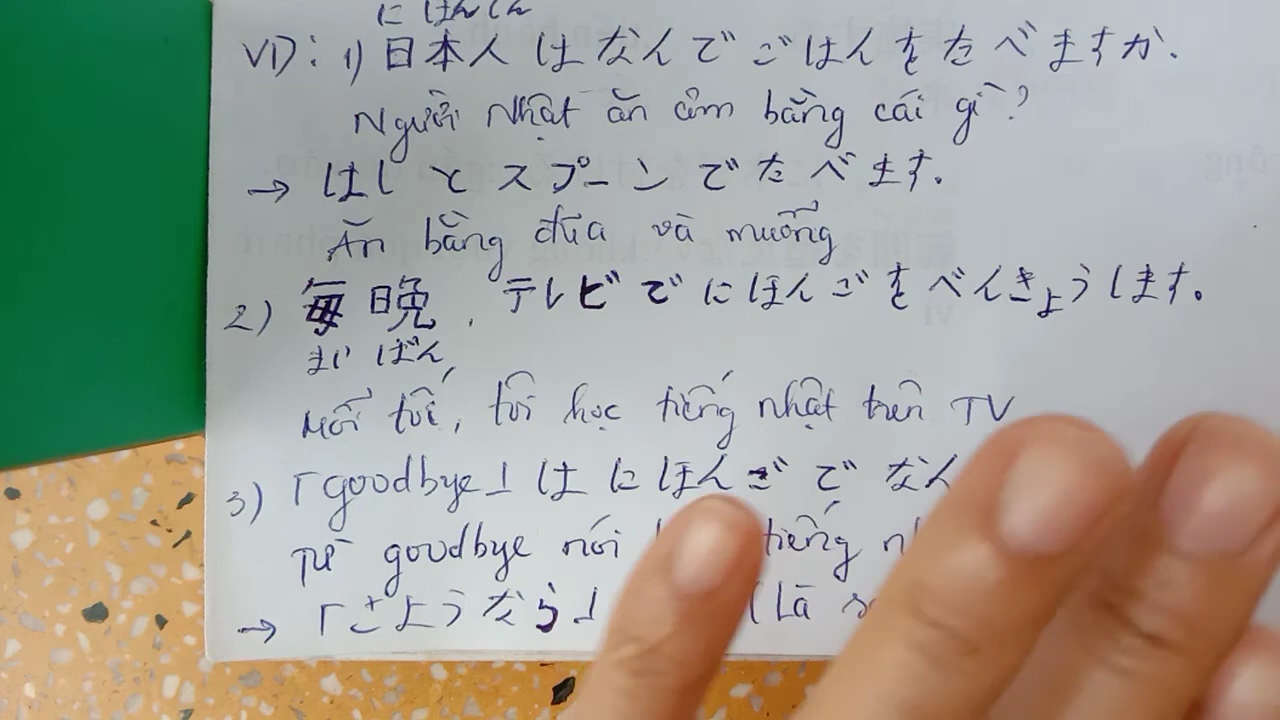 にほんじん
VD: 1) 日本人 は なんで ごはんを たべますか.
Người Nhật ăn cơm bằng cái gì?
→ はし と スプーン で たべます.
Ăn bằng đũa và muỗng
2) 毎晩, テレビで にほんごを べんきょうします。
まいばん
Mỗi tối, tôi học tiếng nhật trên TV
3) 「goodbye」は にほんごで なん
Từ goodbye nói tiếng
→ 「さようなら」 (Là